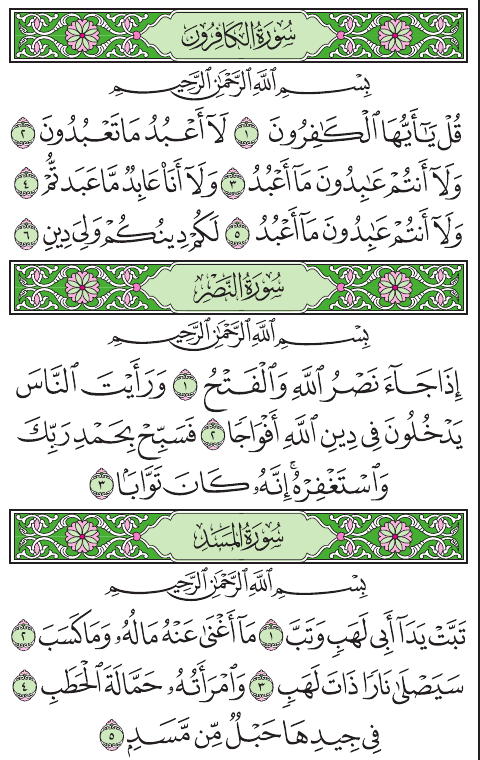 سُورَةُ الكَافِرُونَ
بِسْمِ ٱللَّهِ ٱلرَّحْمَٰنِ ٱلرَّحِيمِ
قُلْ يَٰٓأَيُّهَا ٱلْكَٰفِرُونَ ١ لَآ أَعْبُدُ مَا تَعْبُدُونَ ٢
وَلَآ أَنتُمْ عَٰبِدُونَ مَآ أَعْبُدُ ٣ وَلَآ أَنَا۠ عَابِدٌ مَّا عَبَدتُّمْ ٤
وَلَآ أَنتُمْ عَٰبِدُونَ مَآ أَعْبُدُ ٥ لَكُمْ دِينُكُمْ وَلِىَ دِينِ ٦
سُورَةُ النَّصْرِ
بِسْمِ ٱللَّهِ ٱلرَّحْمَٰنِ ٱلرَّحِيمِ
إِذَا جَآءَ نَصْرُ ٱللَّهِ وَٱلْفَتْحُ ١ وَرَأَيْتَ ٱلنَّاسَ
يَدْخُلُونَ فِى دِينِ ٱللَّهِ أَفْوَاجًا ٢ فَسَبِّحْ بِحَمْدِ رَبِّكَ
وَٱسْتَغْفِرْهُ ۚ إِنَّهُۥ كَانَ تَوَّابًۢا ٣
سُورَةُ المَسَدِ
بِسْمِ ٱللَّهِ ٱلرَّحْمَٰنِ ٱلرَّحِيمِ
تَبَّتْ يَدَآ أَبِى لَهَبٍ وَتَبَّ ١ مَآ أَغْنَىٰ عَنْهُ مَالُهُۥ وَمَا كَسَبَ ٢
سَيَصْلَىٰ نَارًا ذَاتَ لَهَبٍ ٣ وَٱمْرَأَتُهُۥ حَمَّالَةَ ٱلْحَطَبِ ٤
فِى جِيدِهَا حَبْلٌ مِّن مَّسَدٍۭ ٥